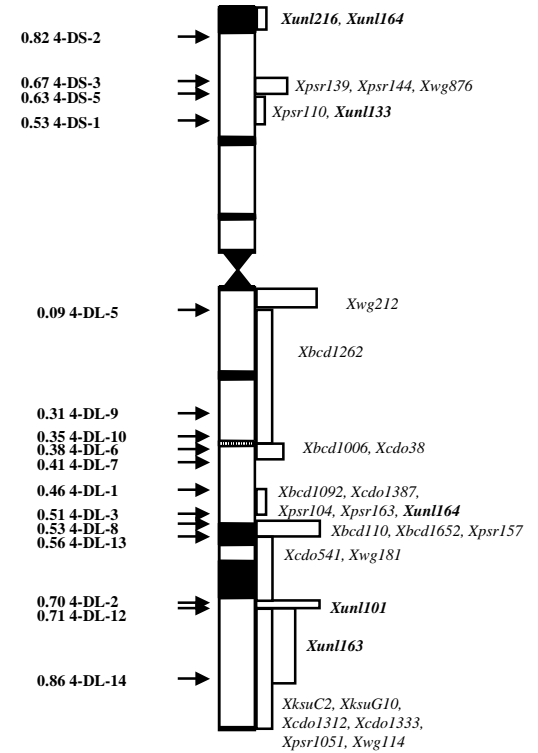 Xunl216, Xunl164
0.82 4-DS-2
0.67 4-DS-3
Xpsr139, Xpsr144, Xwg876
0.63 4-DS-5
Xpsr110, Xunl133
0.53 4-DS-1
Xwg212
0.09 4-DL-5
Xbcd1262
0.31 4-DL-9
0.35 4-DL-10
Xbcd1006, Xcdo38
0.38 4-DL-6
0.41 4-DL-7
0.46 4-DL-1
Xbcd1092, Xcdo1387,
Xpsr104, Xpsr163, Xunl164
0.51 4-DL-3
0.53 4-DL-8
Xbcd110, Xbcd1652, Xpsr157
0.56 4-DL-13
Xcdo541, Xwg181
0.70 4-DL-2
Xunl101
0.71 4-DL-12
Xunl163
0.86 4-DL-14
XksuC2, XksuG10,
Xcdo1312, Xcdo1333,
Xpsr1051, Xwg114